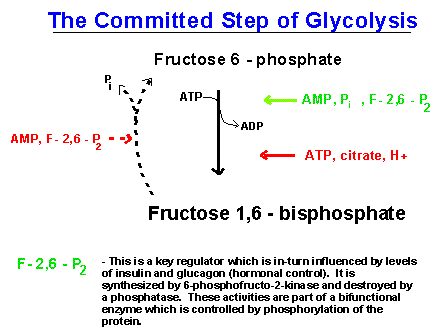 The Committed Step of Glycolysis
Fructose 6 - phosphate
Pi
ATP
AMP, Pi , F - 2,6 - P2
ADP
AMP, F - 2,6 - P2
ATP, citrate, H+
Fructose 1,6 - bisphosphate
F - 2,6 - P2
- This is a key regulator which is in-turn influenced by levels
of insulin and glucagon (hormonal control). It is
synthesized by 6-phosphofructo-2-kinase and destroyed by
a phosphatase. These activities are part of a bifunctional
enzyme which is controlled by phosphorylation of the
protein.